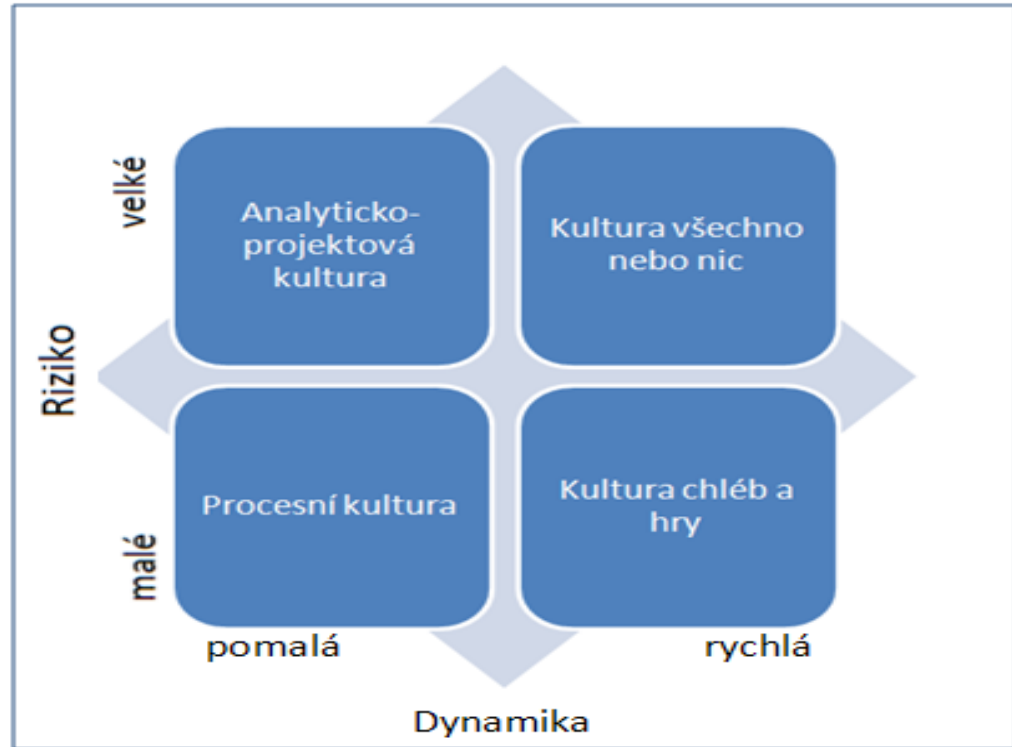 velké
Analyticko-
projektová
kultura
Kultura všechno
nebo nic
Riziko
malé
Procesní kultura
Kultura chléb a
hry
pomalá
rychlá
Dynamika